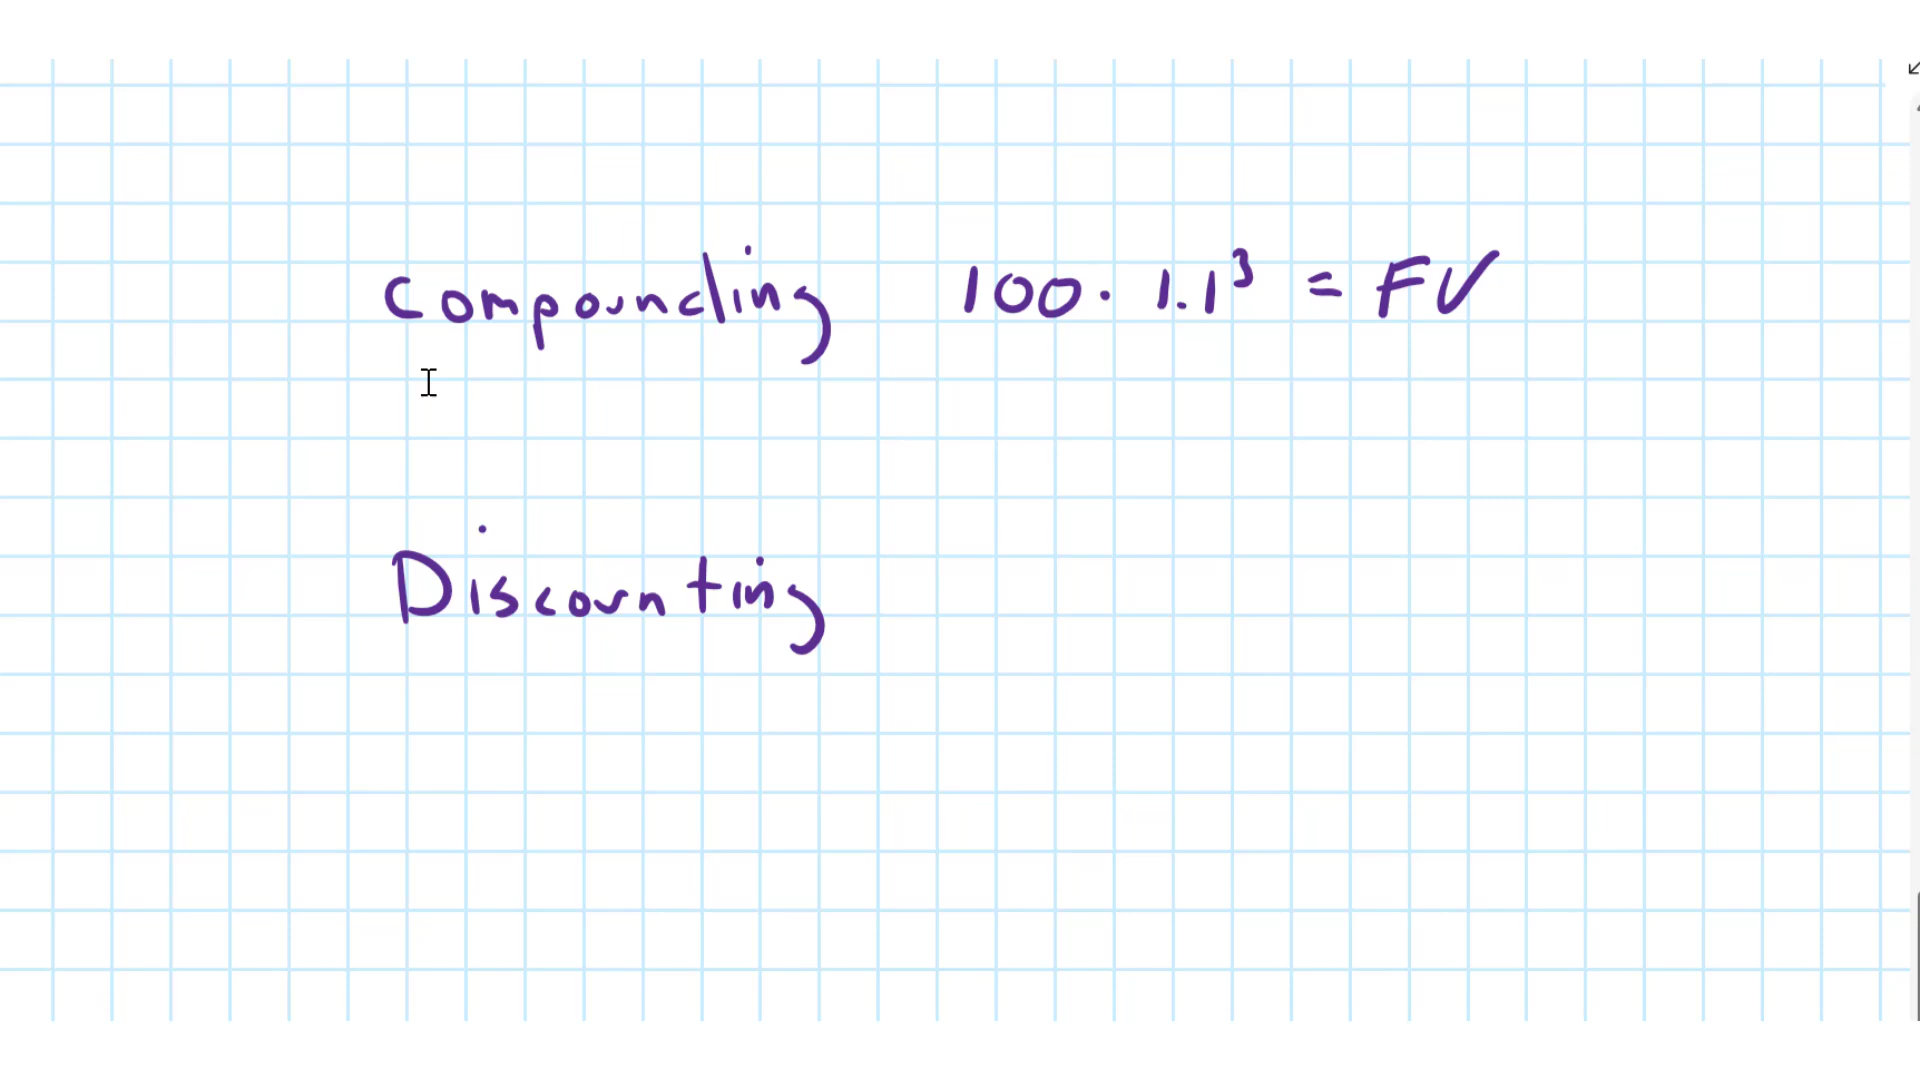 Compounding 100 · 1.1³ = FV
Discounting